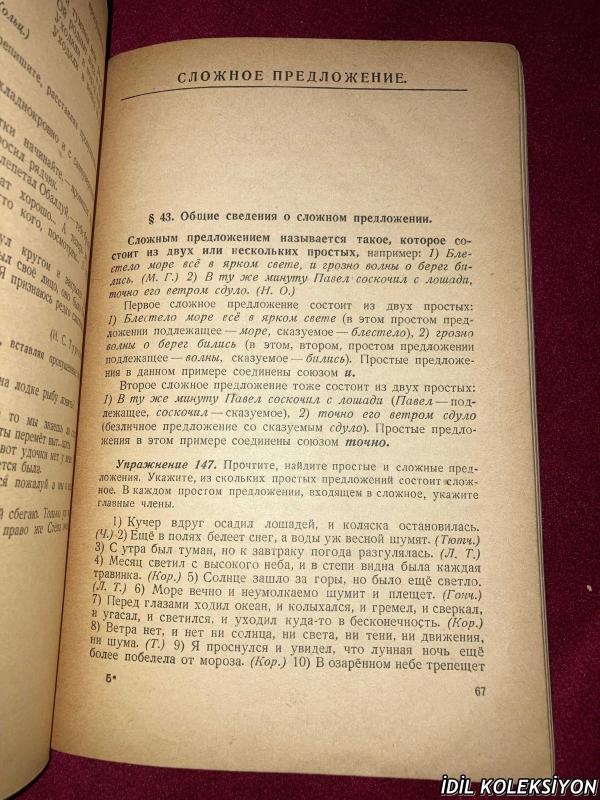 (Кольц.)
СЛОЖНОЕ ПРЕДЛОЖЕНИЕ.
§ 43. Общие сведения о сложном предложении.
Сложным предложением называется такое, которое со-
стоит из двух или нескольких простых, например: 1) Бле-
стело море всё в ярком свете, и грозно волны о берег би-
лись. (М. Г.) 2) В ту же минуту Павел соскочил с лошади,
точно его ветром сдуло. (Н. О.)
Первое сложное предложение состоит из двух простых:
1) Блестело море всё в ярком свете (в этом простом пред-
ложении подлежащее — море, сказуемое — блестело), 2) грозно
волны о берег бились (в этом, втором, простом предложении
подлежащее — волны, сказуемое — бились). Простые предложе-
ния в данном примере соединены союзом и.
Второе сложное предложение тоже состоит из двух простых:
1) В ту же минуту Павел соскочил с лошади (Павел — под-
лежащее, соскочил — сказуемое), 2) точно его ветром сдуло
(безличное предложение со сказуемым сдуло). Простые предло-
жения в этом примере соединены союзом точно.
Упражнение 147. Прочтите, найдите простые и сложные пред-
ложения. Укажите, из скольких простых предложений состоит слож-
ное. В каждом простом предложении, входящем в сложное, укажите
главные члены.
1) Кучер вдруг осадил лошадей, и коляска остановилась.
(Ч.) 2) Ещё в полях белеет снег, а воды уж весной шумят. (Тютч.)
3) С утра был туман, но к завтраку погода разгулялась. (Л. Т.)
4) Месяц светил с высокого неба, и в степи видна была каждая
травинка. (Кор.) 5) Солнце зашло за горы, но было ещё светло.
(Л. Т.) 6) Море вечно и неумолкаемо шумит и плещет. (Гонч.)
7) Перед глазами ходил океан, и колыхался, и гремел, и сверкал,
и угасал, и светился, и уходил куда-то в бесконечность. (Кор.)
8) Ветра нет, и нет ни солнца, ни света, ни тени, ни движения,
ни шума. (Т.) 9) Я проснулся и увидел, что лунная ночь ещё
более побелела от мороза. (Кор.) 10) В озарённом небе трепещет
5*
67
İDİL KOLEKSİYON